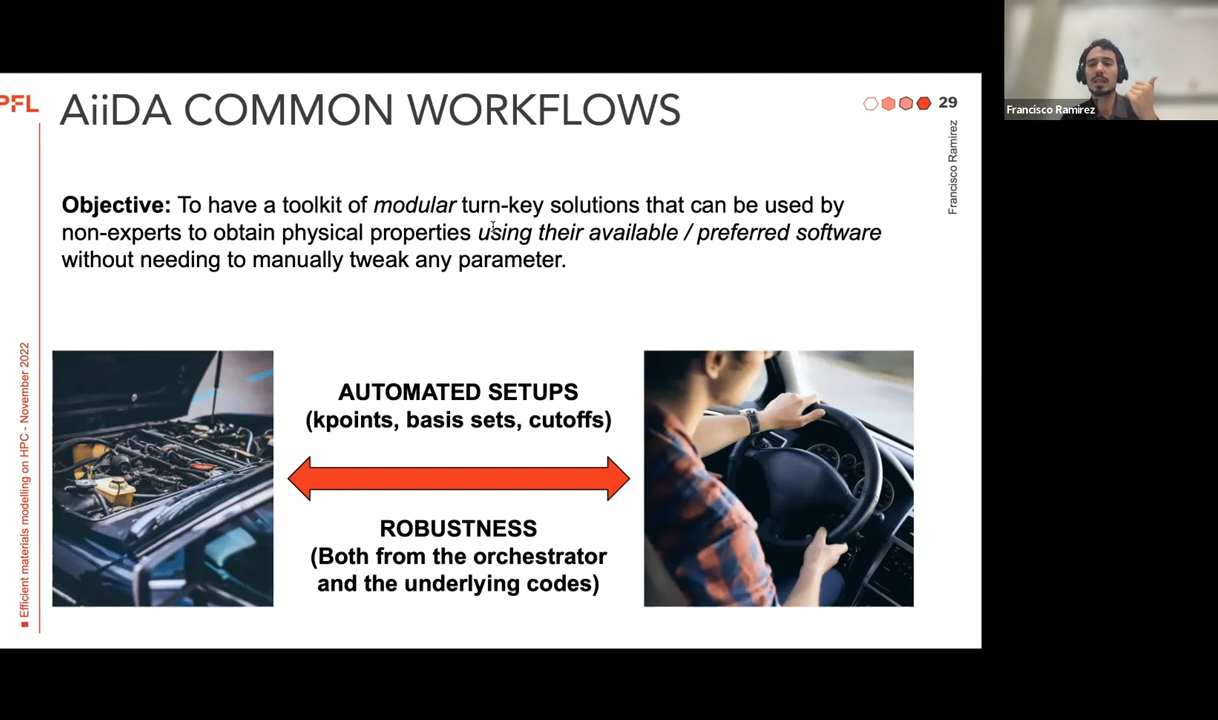 PFL
AiiDA COMMON WORKFLOWS
29
Francisco Ramirez
Francisco Ramirez
Objective: To have a toolkit of modular turn-key solutions that can be used by
non-experts to obtain physical properties using their available / preferred software
without needing to manually tweak any parameter.
AUTOMATED SETUPS
(kpoints, basis sets, cutoffs)
ROBUSTNESS
(Both from the orchestrator
and the underlying codes)
Efficient materials modelling on HPC - November 2022